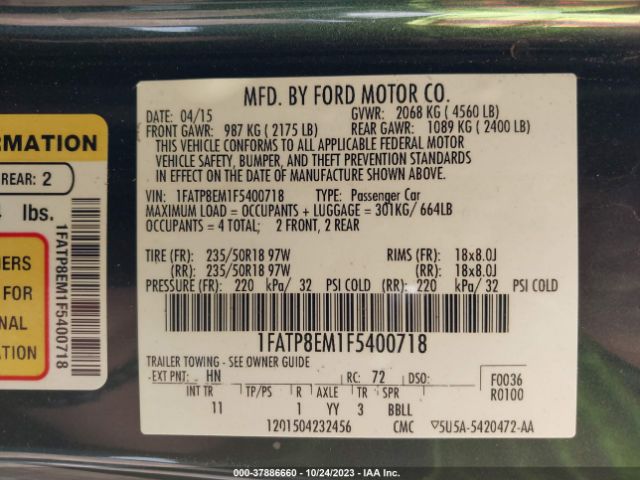 MFD. BY FORD MOTOR CO.
DATE: 04/15 GVWR: 2068 KG ( 4560 LB)
FRONT GAWR: 987 KG ( 2175 LB) REAR GAWR: 1089 KG ( 2400 LB)
THIS VEHICLE CONFORMS TO ALL APPLICABLE FEDERAL MOTOR
VEHICLE SAFETY, BUMPER, AND THEFT PREVENTION STANDARDS
IN EFFECT ON THE DATE OF MANUFACTURE SHOWN ABOVE.
VIN: 1FATP8EM1F5400718 TYPE: Passenger Car
MAXIMUM LOAD = OCCUPANTS + LUGGAGE = 301KG/ 664LB
OCCUPANTS = 4 TOTAL; 2 FRONT, 2 REAR
TIRE (FR): 235/50R18 97W RIMS (FR): 18x8.0J
(RR): 235/50R18 97W (RR): 18x8.0J
PRESSURE (FR): 220 kPa/ 32 PSI COLD (RR): 220 kPa/ 32 PSI COLD
1FATP8EM1F5400718
TRAILER TOWING - SEE OWNER GUIDE
EXT PNT: HN RC: 72 DSO:
INT TR TP/PS R AXLE TR SPR
11 1 YY 3 BBLL
F0036
R0100
1201504232456 CMC 5U5A-5420472-AA
RMATION
REAR: 2
lbs.
1FATP8EM1F5400718
ERS
FOR
NAL
.
000-37886660 - 10/24/2023 - IAA Inc.